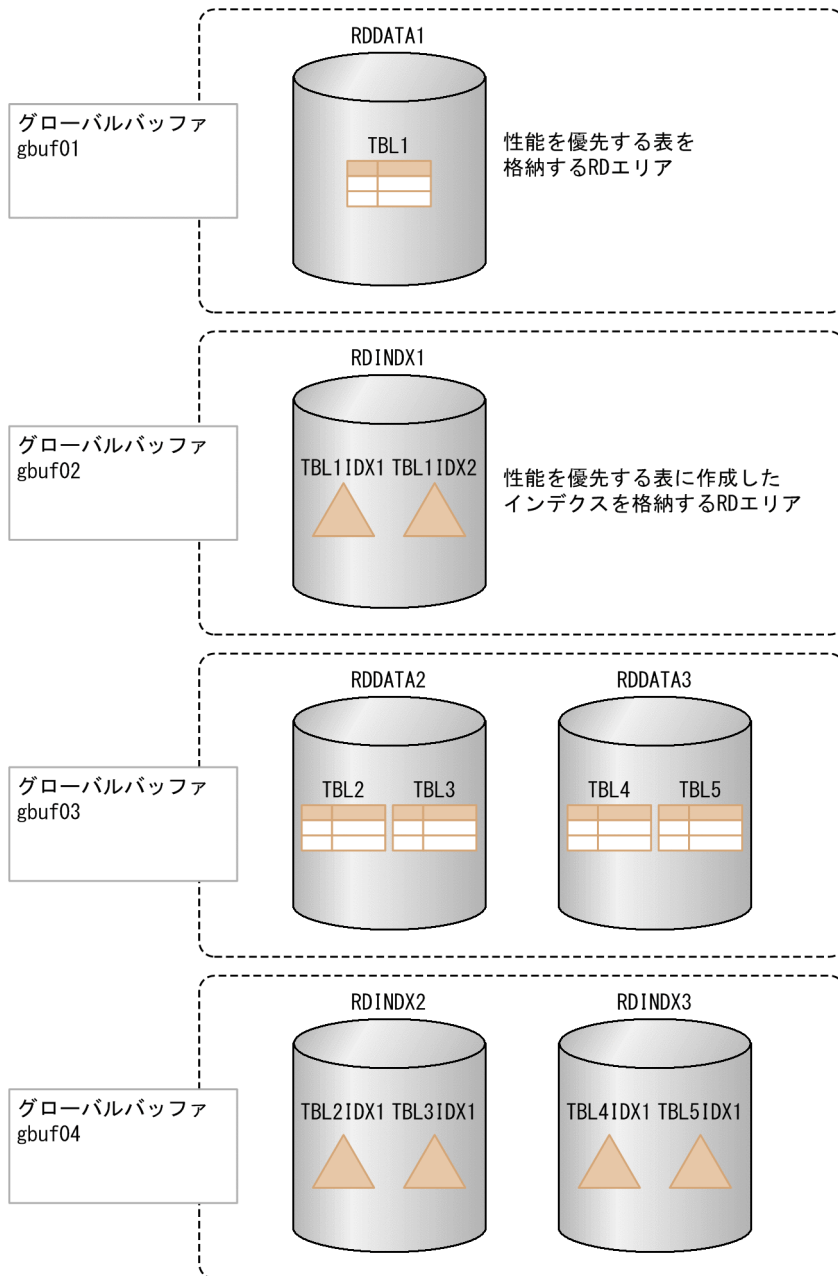 RDDATA1
グローバルバッファ
gbuf01
TBL1
性能を優先する表を
格納するRDエリア
RDINDX1
グローバルバッファ
gbuf02
TBL1IDX1 TBL1IDX2
性能を優先する表に作成した
インデクスを格納するRDエリア
RDDATA2 RDDATA3
グローバルバッファ
gbuf03
TBL2 TBL3 TBL4 TBL5
RDINDX2 RDINDX3
グローバルバッファ
gbuf04
TBL2IDX1 TBL3IDX1 TBL4IDX1 TBL5IDX1